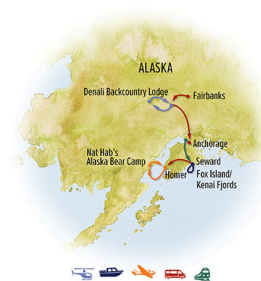 ALASKA
Denali Backcountry Lodge
Fairbanks
Anchorage
Nat Hab's
Alaska Bear Camp
Seward
Homer
Fox Island/
Kenai Fjords